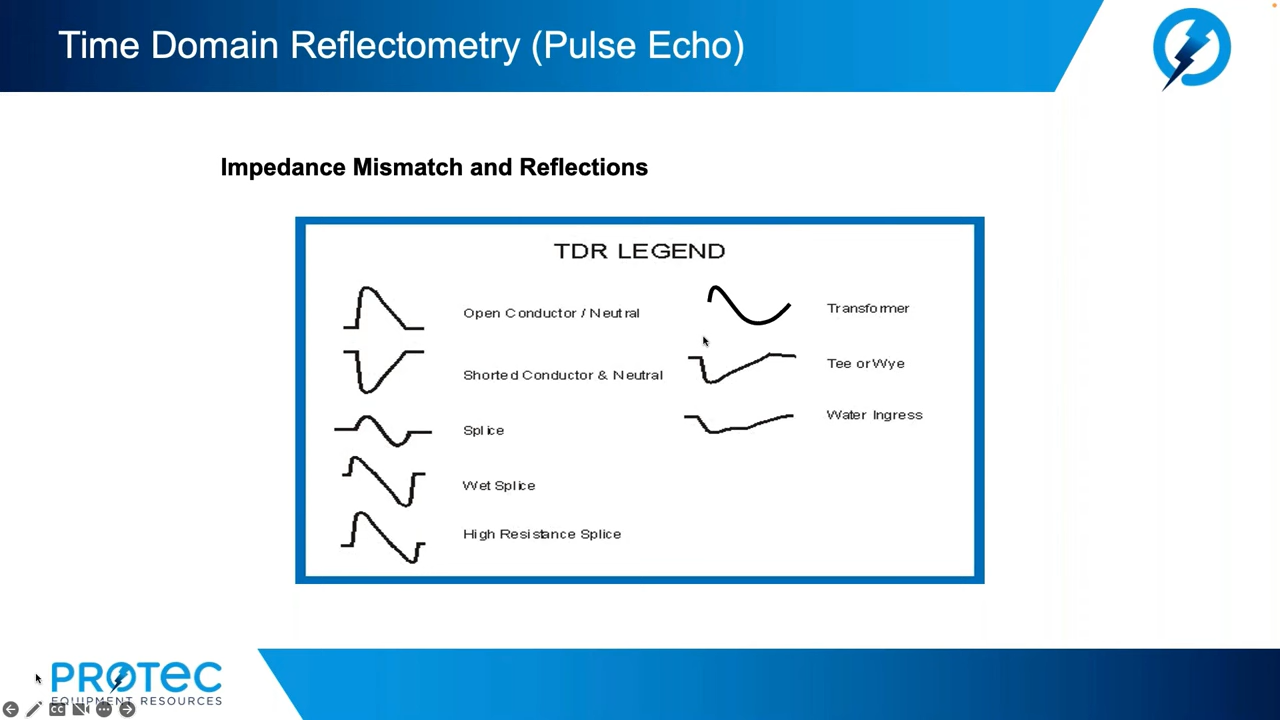 Time Domain Reflectometry (Pulse Echo)
Impedance Mismatch and Reflections
TDR LEGEND
Open Conductor / Neutral
Shorted Conductor & Neutral
Splice
Wet Splice
High Resistance Splice
Transformer
Tee or Wye
Water Ingress
PROTEC
EQUIPMENT RESOURCES
CC